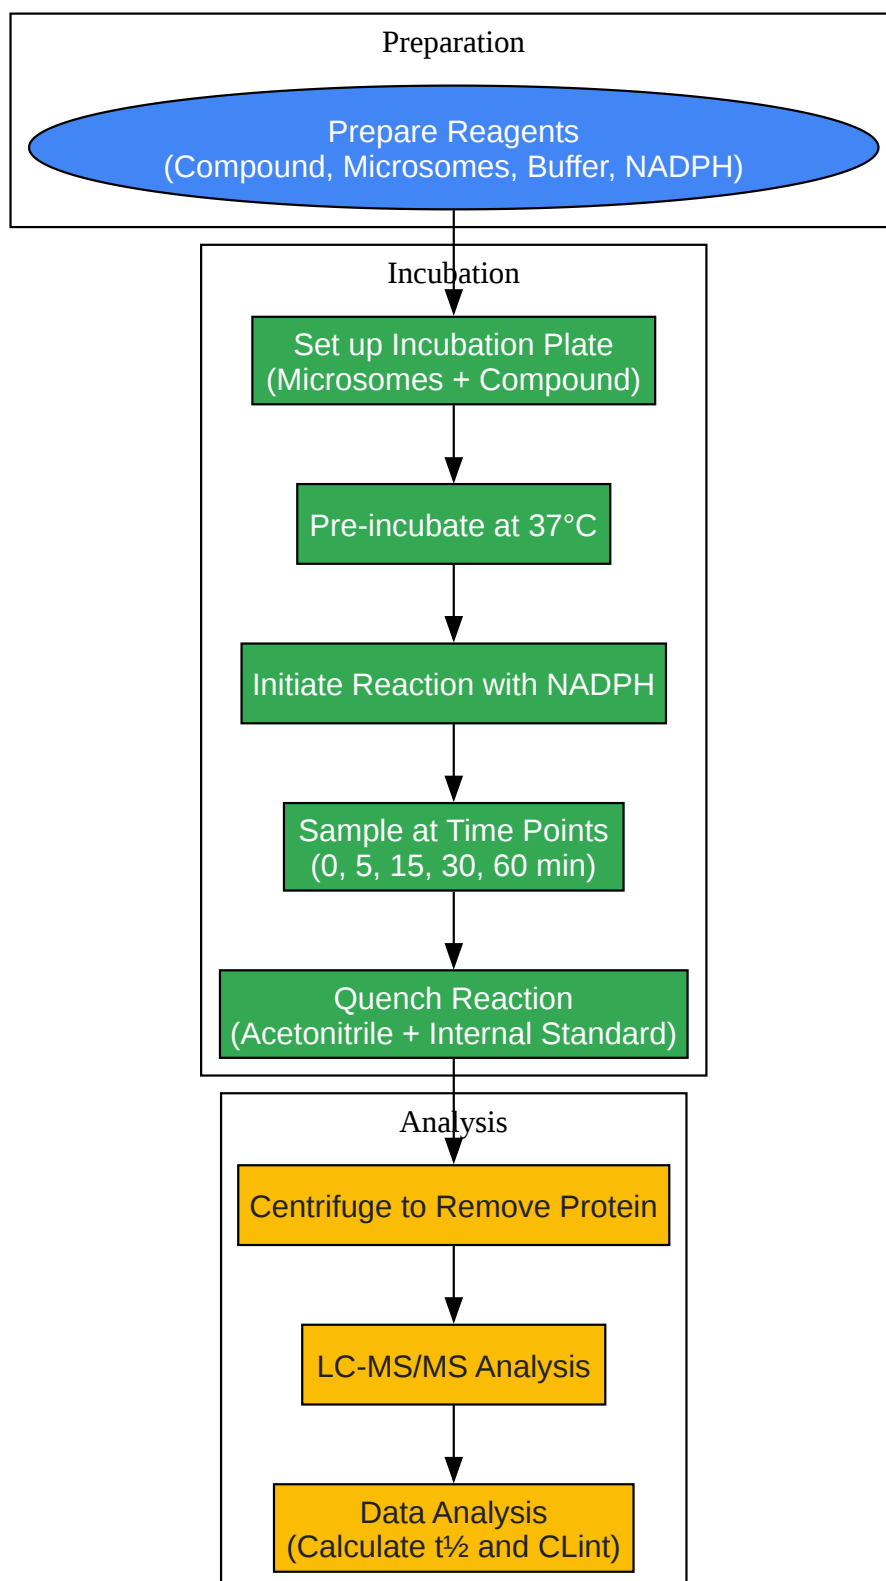 Preparation
Prepare Reagents
(Compound, Microsomes, Buffer, NADPH)
Incubation
Set up Incubation Plate
(Microsomes + Compound)
Pre-incubate at 37°C
Initiate Reaction with NADPH
Sample at Time Points
(0, 5, 15, 30, 60 min)
Quench Reaction
(Acetonitrile + Internal Standard)
Analysis
Centrifuge to Remove Protein
LC-MS/MS Analysis
Data Analysis
(Calculate t½ and CLint)